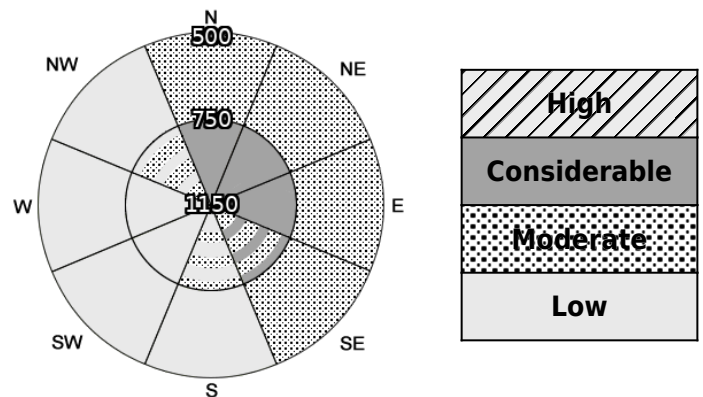 N
500
NW
NE
750
W
1150
E
SW
SE
S
High
Considerable
Moderate
Low